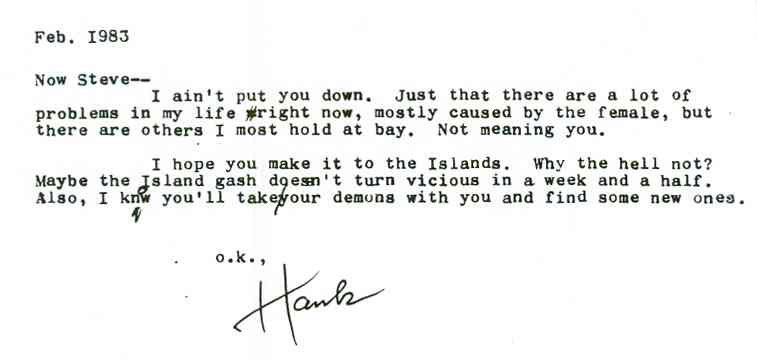 Feb. 1983
Now Steve--
I ain't put you down. Just that there are a lot of
problems in my life right now, mostly caused by the female, but
there are others I most hold at bay. Not meaning you.
I hope you make it to the Islands. Why the hell not?
Maybe the Island gash doesn't turn vicious in a week and a half.
Also, I know you'll take your demons with you and find some new ones.
o.k.,
Hank